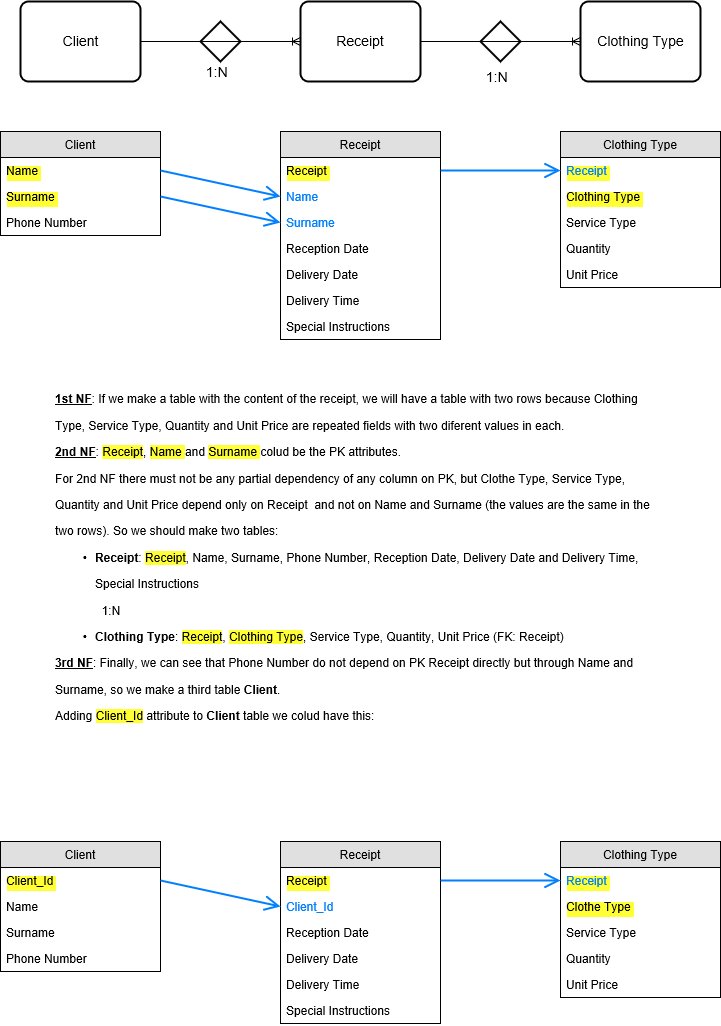 Client
Receipt
Clothing Type
1:N
1:N
Client
Name
Surname
Phone Number
Receipt
Receipt
Name
Surname
Reception Date
Delivery Date
Delivery Time
Special Instructions
Clothing Type
Receipt
Clothing Type
Service Type
Quantity
Unit Price
1st NF: If we make a table with the content of the receipt, we will have a table with two rows because Clothing
Type, Service Type, Quantity and Unit Price are repeated fields with two diferent values in each.
2nd NF: Receipt, Name and Surname colud be the PK attributes.
For 2nd NF there must not be any partial dependency of any column on PK, but Clothe Type, Service Type,
Quantity and Unit Price depend only on Receipt and not on Name and Surname (the values are the same in the
two rows). So we should make two tables:
• Receipt: Receipt, Name, Surname, Phone Number, Reception Date, Delivery Date and Delivery Time,
Special Instructions
1:N
• Clothing Type: Receipt, Clothing Type, Service Type, Quantity, Unit Price (FK: Receipt)
3rd NF: Finally, we can see that Phone Number do not depend on PK Receipt directly but through Name and
Surname, so we make a third table Client.
Adding Client_Id attribute to Client table we colud have this:
Client
Client_Id
Name
Surname
Phone Number
Receipt
Receipt
Client_Id
Reception Date
Delivery Date
Delivery Time
Special Instructions
Clothing Type
Receipt
Clothe Type
Service Type
Quantity
Unit Price